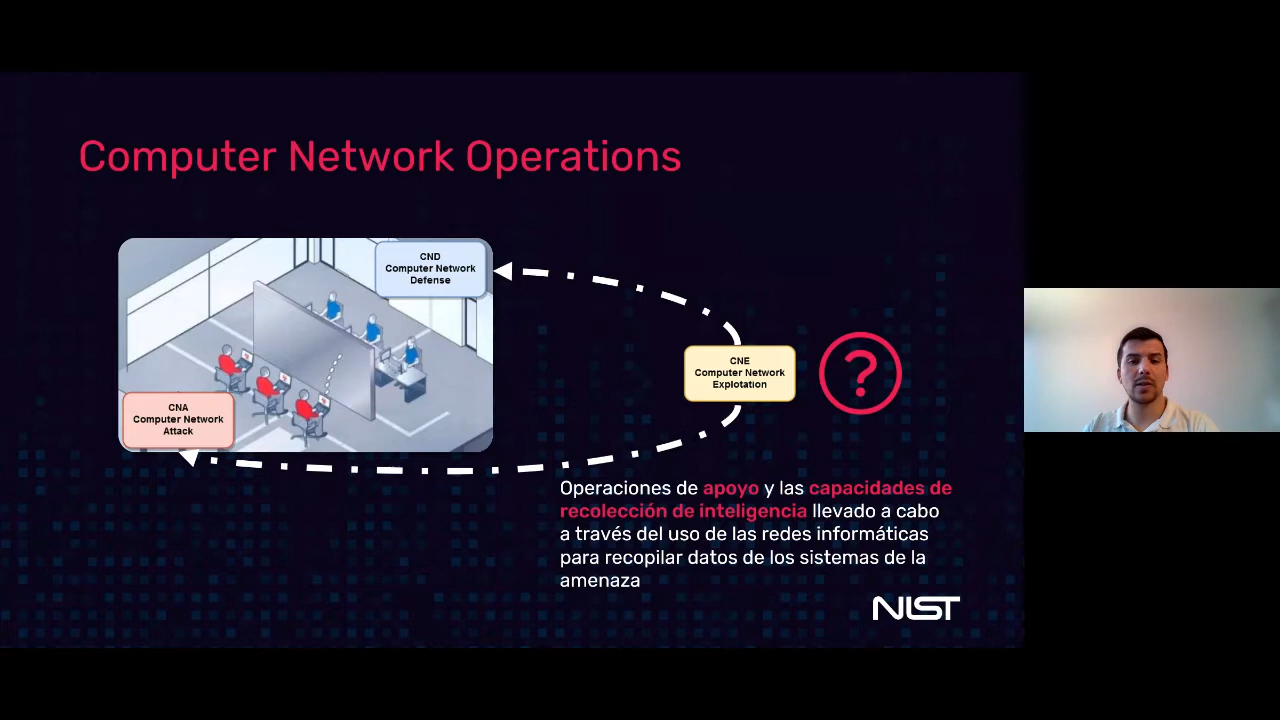 Computer Network Operations
CND
Computer Network
Defense
CNE
Computer Network
Explotation
?
CNA
Computer Network
Attack
Operaciones de apoyo y las capacidades de
recolección de inteligencia llevado a cabo
a través del uso de las redes informáticas
para recopilar datos de los sistemas de la
amenaza
NIST